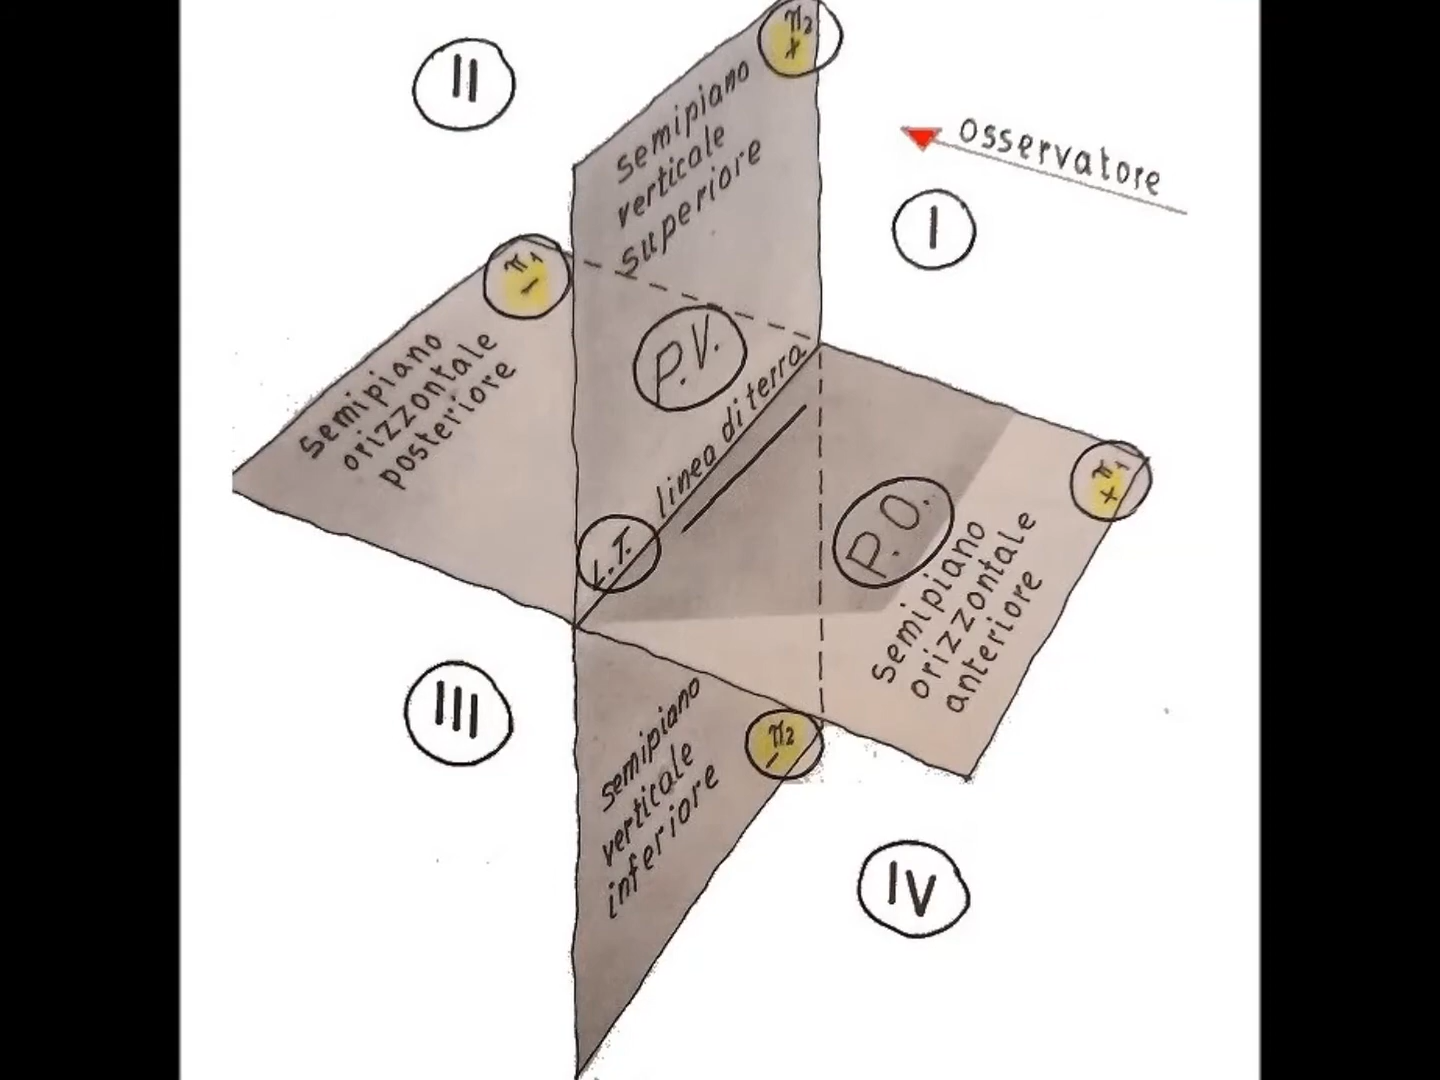 II
π2
+
semipiano
verticale
superiore
osservatore
I
π1
-
semipiano
orizzontale
posteriore
P.V.
linea di terra
L.T.
P.O.
π1
+
semipiano
orizzontale
anteriore
III
semipiano
verticale
inferiore
π2
-
IV